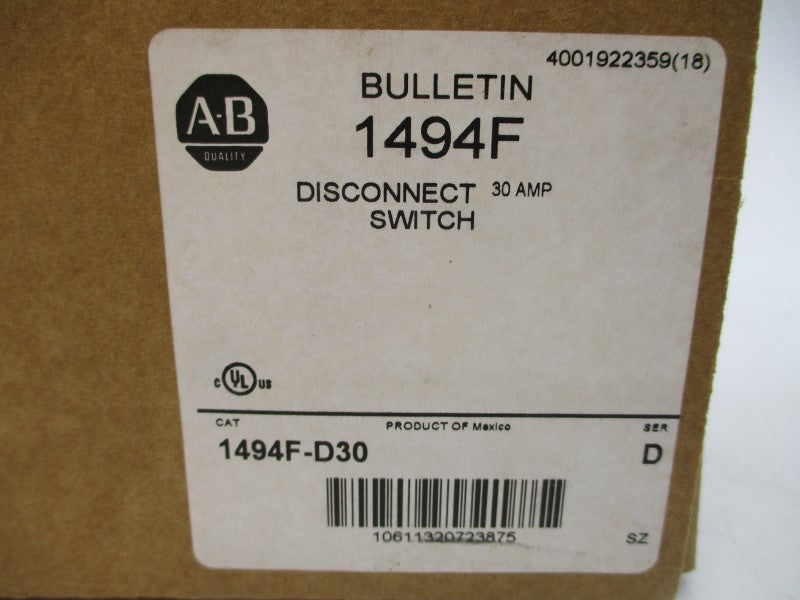 4001922359(18)
A-B
QUALITY
BULLETIN
1494F
DISCONNECT 30 AMP
SWITCH
c UL us
CAT PRODUCT OF Mexico SER
1494F-D30 D
10611320723875
SZ